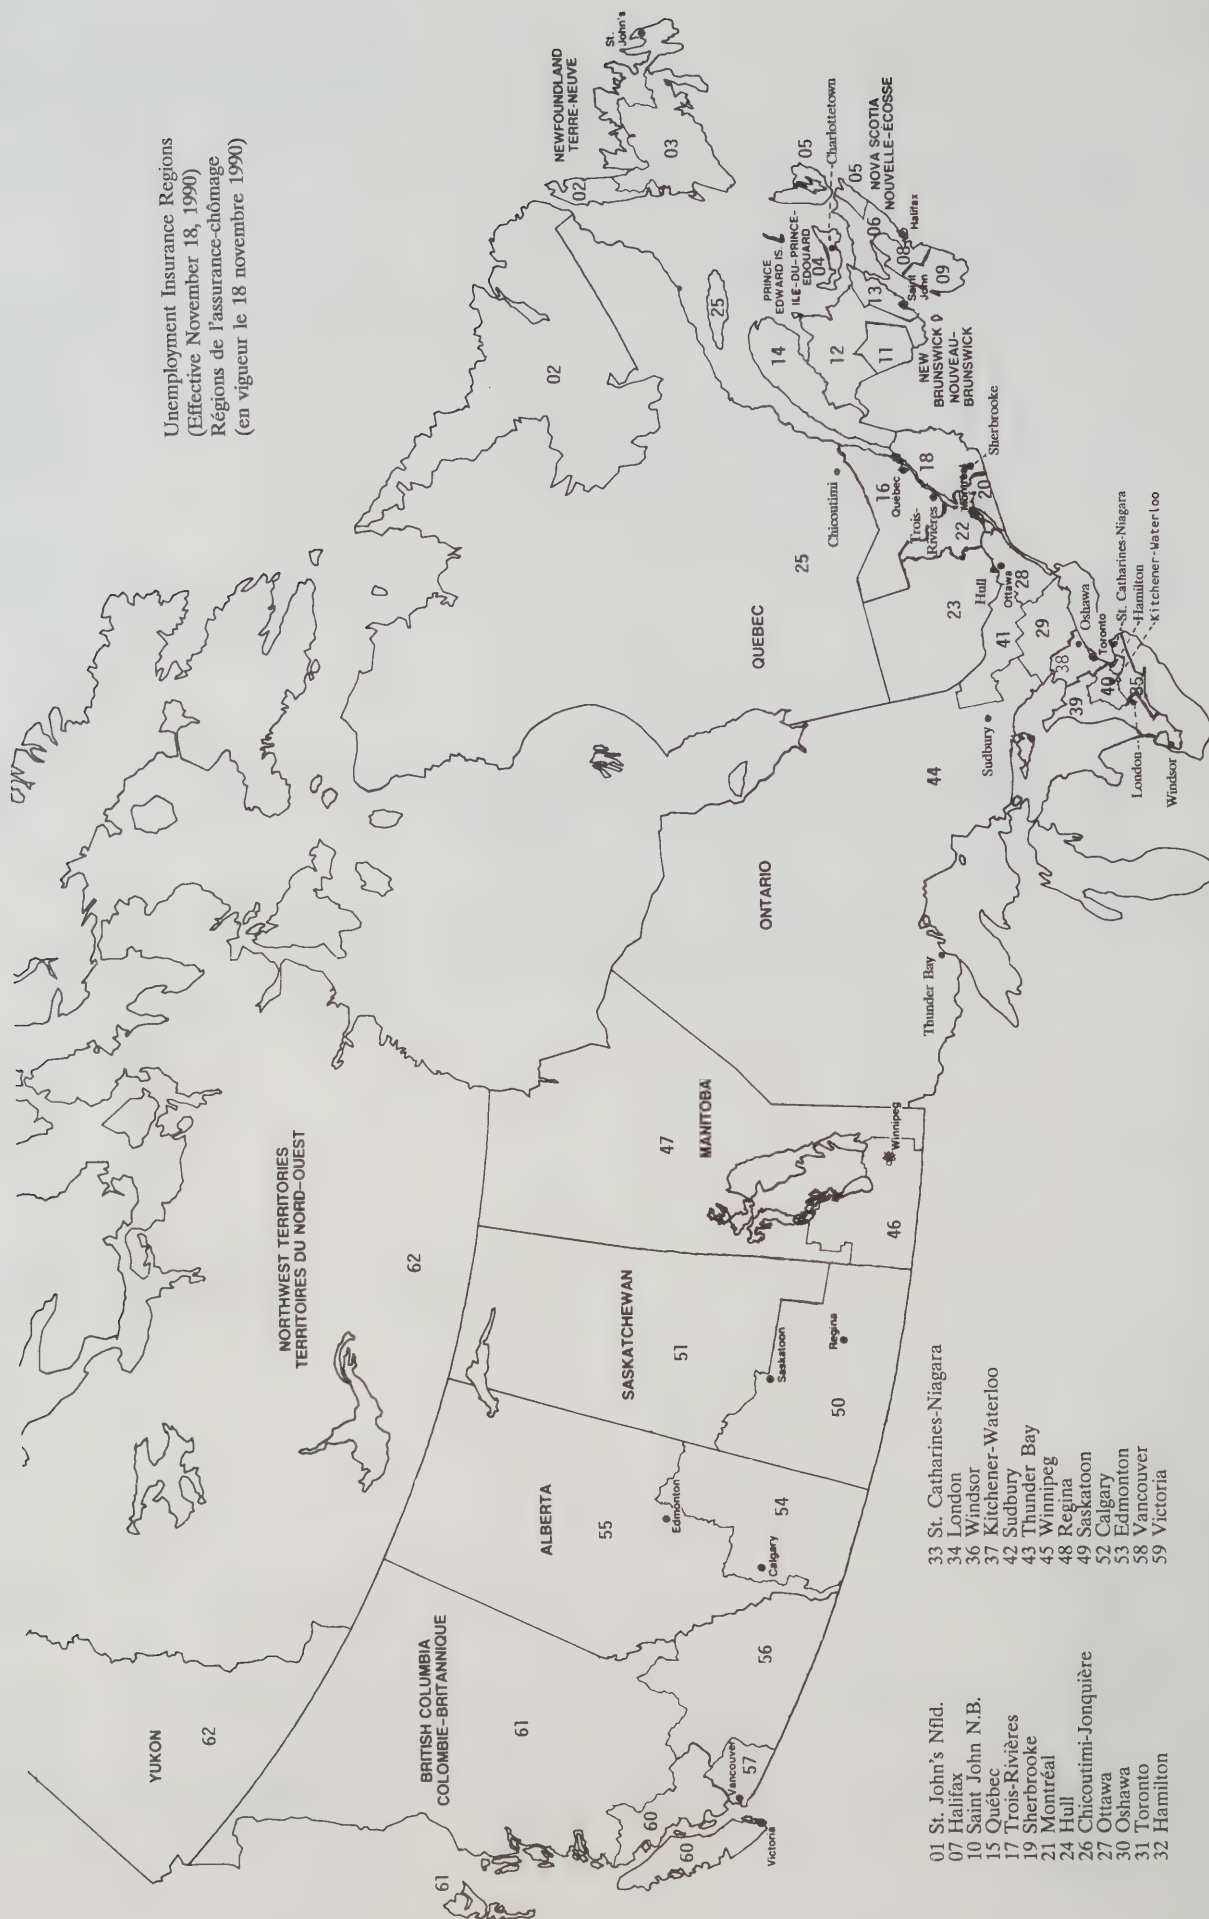 Unemployment Insurance Regions
(Effective November 18, 1990)
Régions de l'assurance-chômage
(en vigueur le 18 novembre 1990)
YUKON
62
NORTHWEST TERRITORIES
TERRITOIRES DU NORD-OUEST
62
BRITISH COLUMBIA
COLOMBIE-BRITANNIQUE
61
61
60
60
Vancouver
57
56
Victoria
ALBERTA
55
Edmonton
54
Calgary
SASKATCHEWAN
51
Saskatoon
Regina
50
MANITOBA
47
Winnipeg
46
ONTARIO
44
Thunder Bay
Sudbury
41
Ottawa
28
29
38
39
40
35
Oshawa
Toronto
St. Catharines-Niagara
Hamilton
Kitchener-Waterloo
London
Windsor
QUEBEC
25
25
Chicoutimi
16
Québec
18
Trois-
Rivières
22
23
Hull
Montréal
20
Sherbrooke
14
NEWFOUNDLAND
TERRE-NEUVE
02
02
03
St.
John's
PRINCE
EDWARD IS.
ILE-DU-PRINCE-
EDOUARD
04
Charlottetown
NOVA SCOTIA
NOUVELLE-ÉCOSSE
05
05
06
08
Halifax
09
NEW
BRUNSWICK
NOUVEAU-
BRUNSWICK
11
12
13
Saint
John
01 St. John's Nfld.
07 Halifax
10 Saint John N.B.
15 Québec
17 Trois-Rivières
19 Sherbrooke
21 Montréal
24 Hull
26 Chicoutimi-Jonquière
27 Ottawa
30 Oshawa
31 Toronto
32 Hamilton
33 St. Catharines-Niagara
34 London
36 Windsor
37 Kitchener-Waterloo
42 Sudbury
43 Thunder Bay
45 Winnipeg
48 Regina
49 Saskatoon
52 Calgary
53 Edmonton
58 Vancouver
59 Victoria